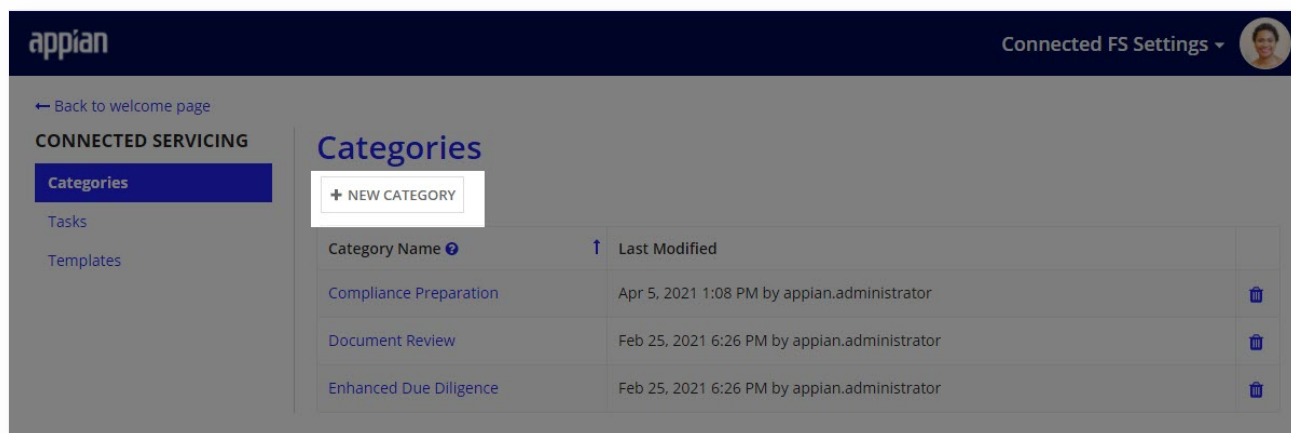 appian
Connected FS Settings
← Back to welcome page
CONNECTED SERVICING
Categories
Tasks
Templates
Categories
+ NEW CATEGORY
Category Name ? ↑ Last Modified
Compliance Preparation Apr 5, 2021 1:08 PM by appian.administrator
Document Review Feb 25, 2021 6:26 PM by appian.administrator
Enhanced Due Diligence Feb 25, 2021 6:26 PM by appian.administrator